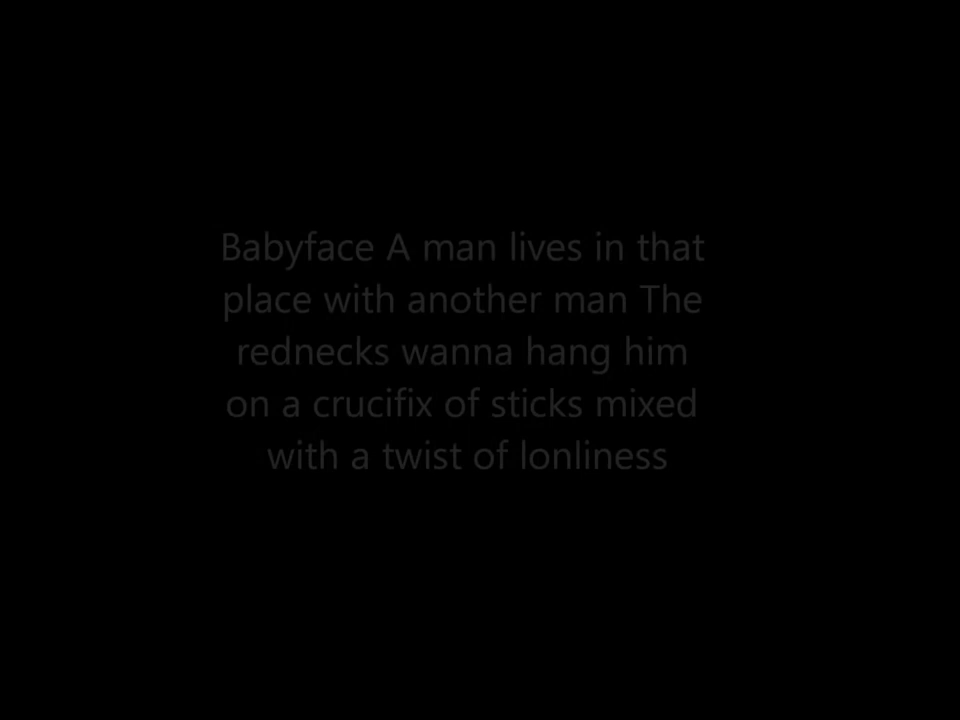 Babyface A man lives in that
place with another man The
rednecks wanna hang him
on a crucifix of sticks mixed
with a twist of lonliness